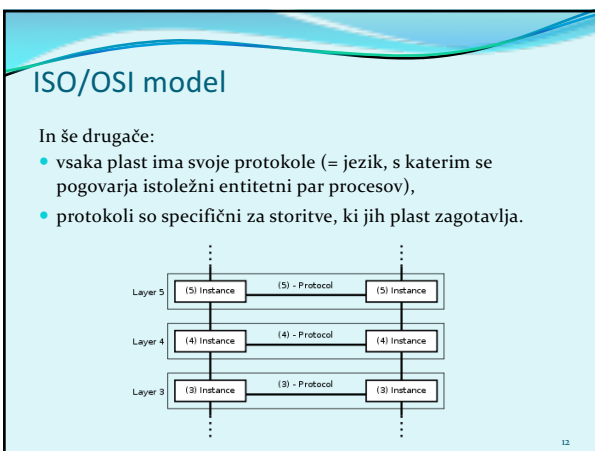 ISO/OSI model
In še drugače:
vsaka plast ima svoje protokole (= jezik, s katerim se
pogovarja istoležni entitetni par procesov),
protokoli so specifični za storitve, ki jih plast zagotavlja.
Layer 5 (5) Instance (5) - Protocol (5) Instance
Layer 4 (4) Instance (4) - Protocol (4) Instance
Layer 3 (3) Instance (3) - Protocol (3) Instance
12